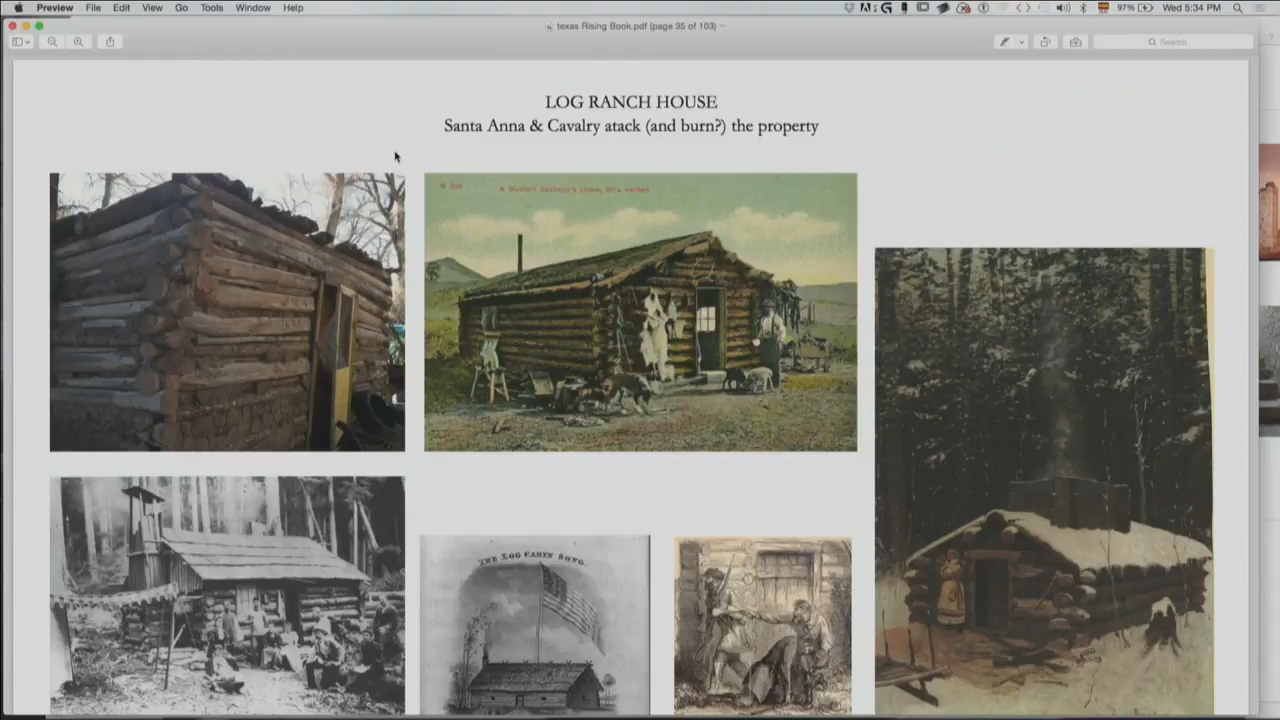 Preview File Edit View Go Tools Window Help
97% Wed 5:34 PM
texas Rising Book.pdf (page 35 of 103)
Search
LOG RANCH HOUSE
Santa Anna & Cavalry atack (and burn?) the property
THE LOG CABIN SONG.